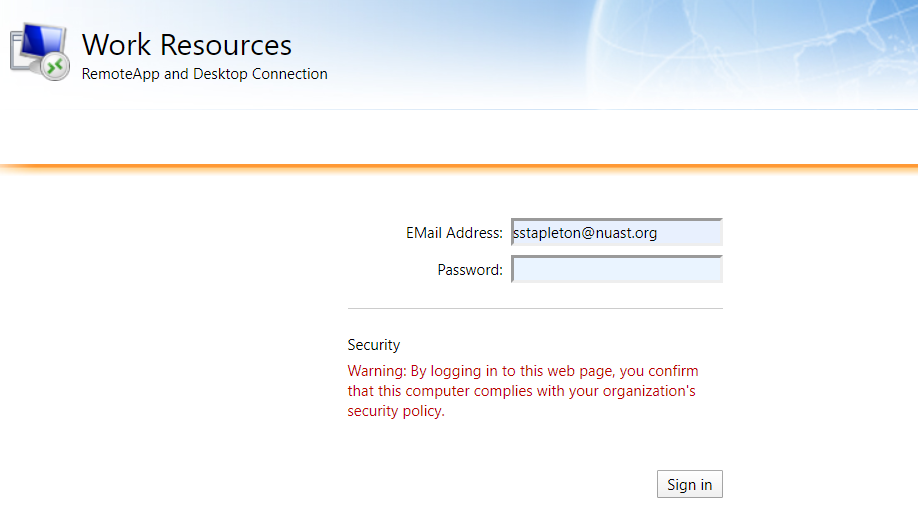 Work Resources
RemoteApp and Desktop Connection
EMail Address: sstapleton@nuast.org
Password:
Security
Warning: By logging in to this web page, you confirm
that this computer complies with your organization's
security policy.
Sign in